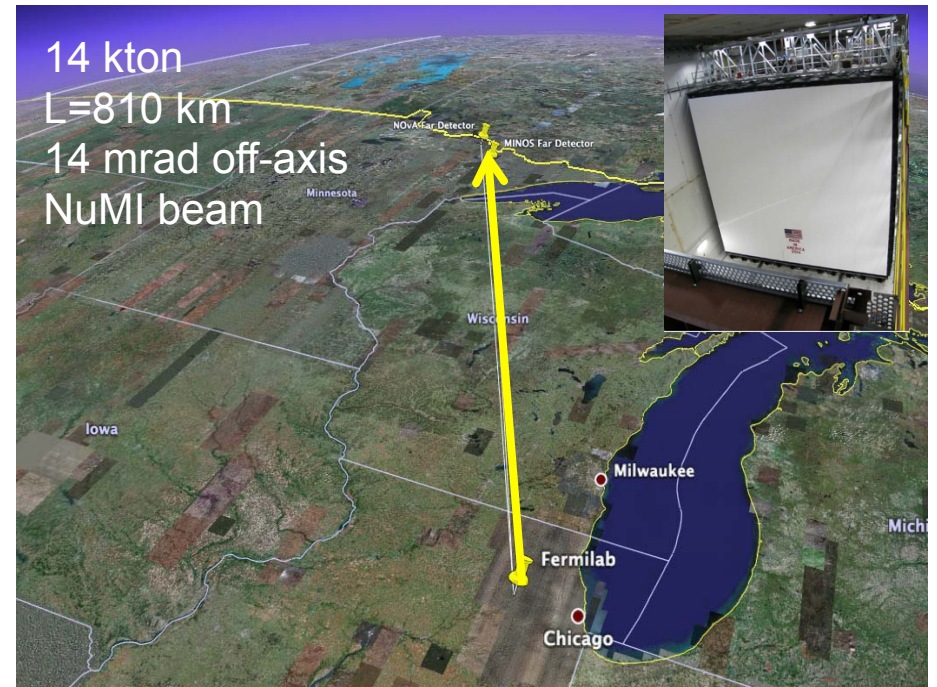 14 kton
L=810 km
14 mrad off-axis
NuMI beam
NOvA Far Detector
MINOS Far Detector
Minnesota
Wisconsin
Iowa
Milwaukee
Michi
Fermilab
Chicago